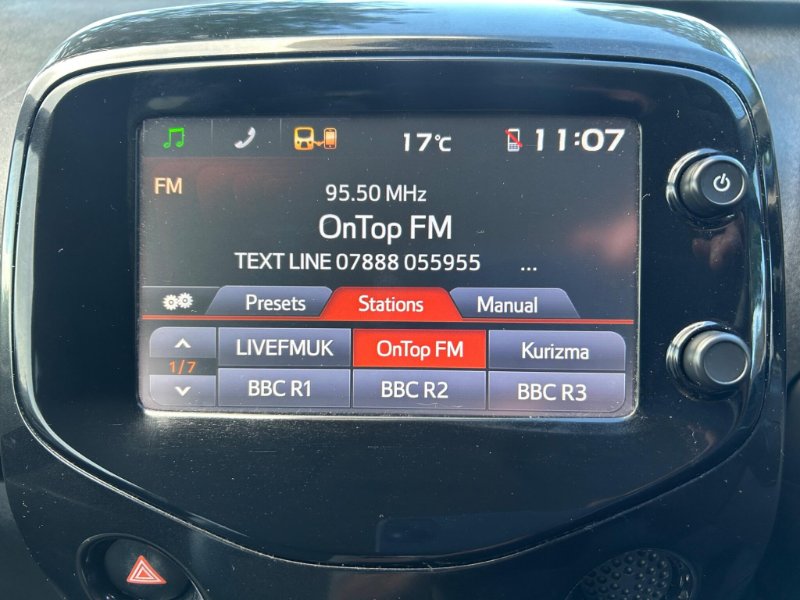 17°C 11:07
FM
95.50 MHz
OnTop FM
TEXT LINE 07888 055955 ...
Presets Stations Manual
LIVEFMUK OnTop FM Kurizma
1/7
BBC R1 BBC R2 BBC R3